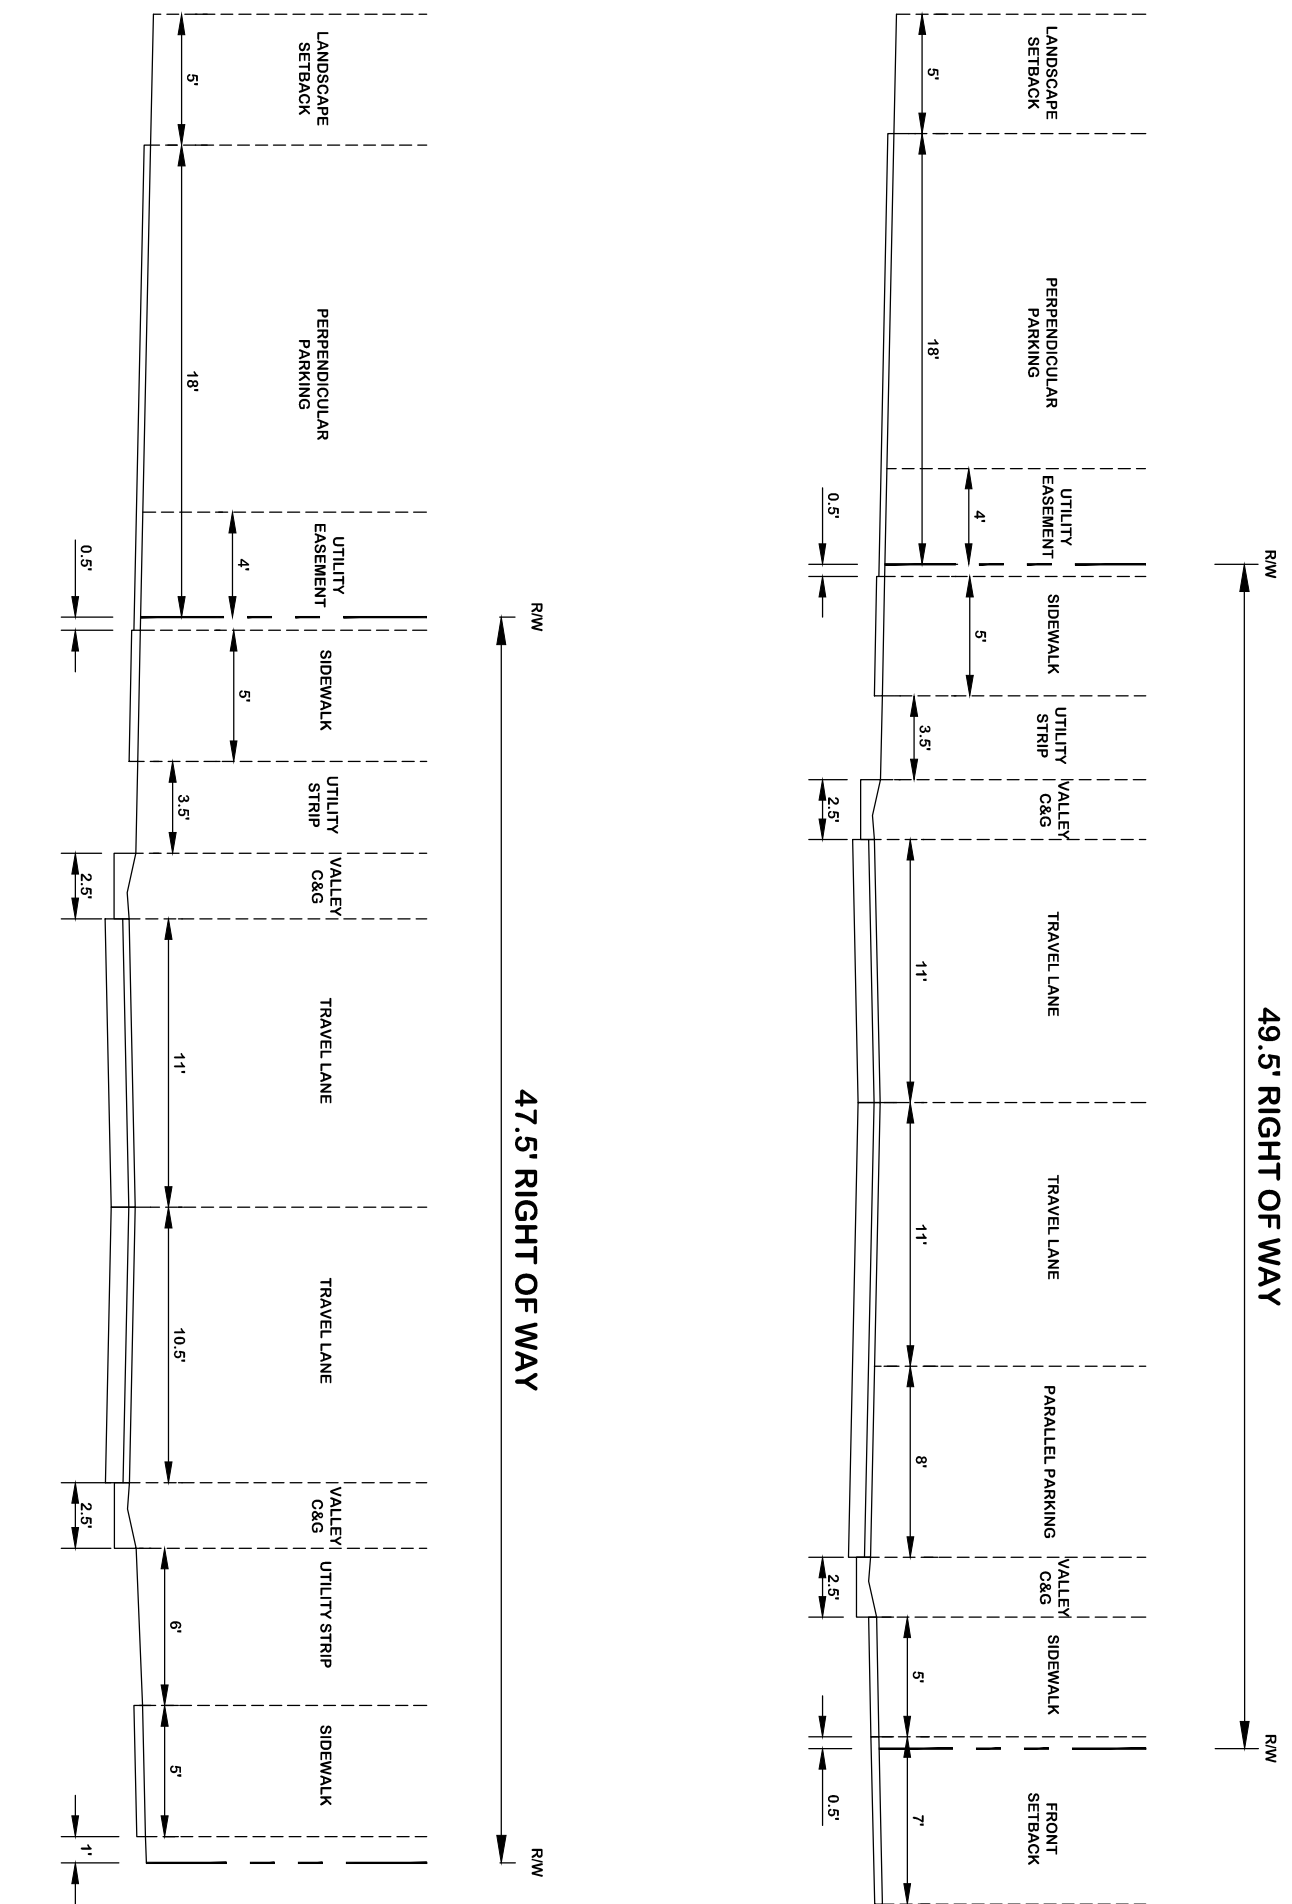 49.5' RIGHT OF WAY
R/W
R/W
LANDSCAPE
SETBACK
PERPENDICULAR
PARKING
UTILITY
EASEMENT
SIDEWALK
UTILITY
STRIP
VALLEY
C&G
TRAVEL LANE
TRAVEL LANE
PARALLEL PARKING
VALLEY
C&G
SIDEWALK
FRONT
SETBACK
5'
18'
4'
0.5'
5'
3.5'
2.5'
11'
11'
8'
2.5'
5'
0.5'
7'
47.5' RIGHT OF WAY
R/W
R/W
LANDSCAPE
SETBACK
PERPENDICULAR
PARKING
UTILITY
EASEMENT
SIDEWALK
UTILITY
STRIP
VALLEY
C&G
TRAVEL LANE
TRAVEL LANE
VALLEY
C&G
UTILITY STRIP
SIDEWALK
5'
18'
4'
0.5'
5'
3.5'
2.5'
11'
10.5'
2.5'
6'
5'
1'